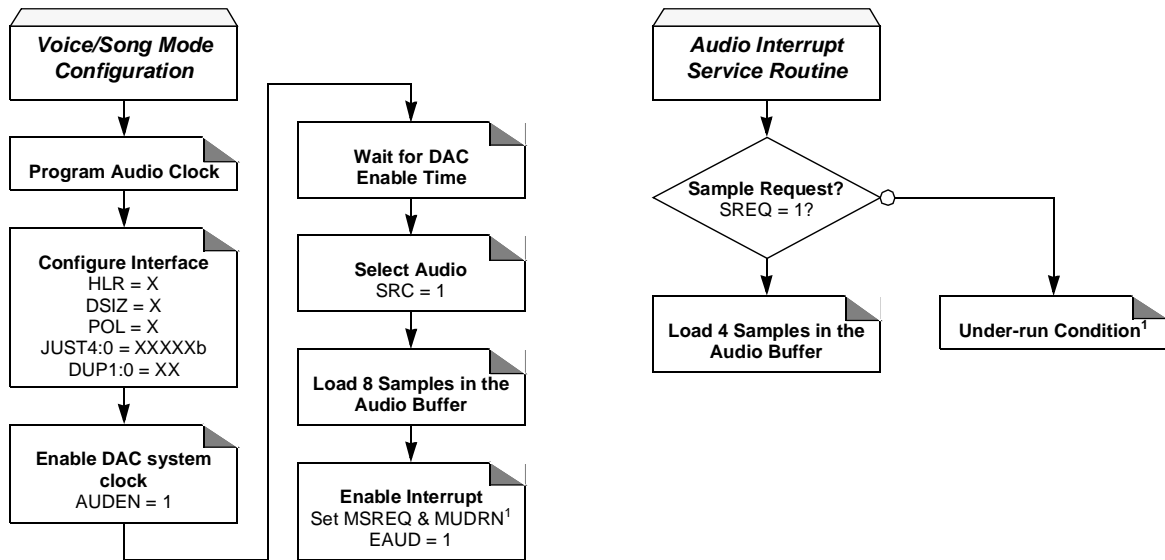 Voice/Song Mode
Configuration
Program Audio Clock
Configure Interface
HLR = X
DSIZ = X
POL = X
JUST4:0 = XXXXXb
DUP1:0 = XX
Enable DAC system
clock
AUDEN = 1
Wait for DAC
Enable Time
Select Audio
SRC = 1
Load 8 Samples in the
Audio Buffer
Enable Interrupt
Set MSREQ & MUDRN1
EAUD = 1
Audio Interrupt
Service Routine
Sample Request?
SREQ = 1?
Load 4 Samples in the
Audio Buffer
Under-run Condition1